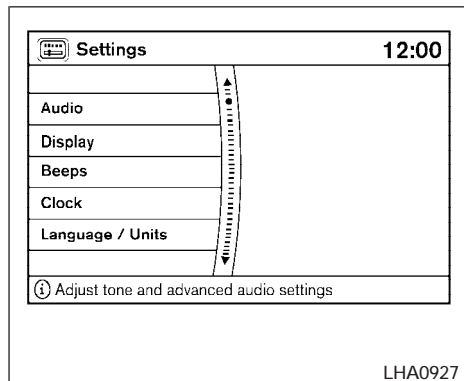 Settings 12:00
Audio
Display
Beeps
Clock
Language / Units
i Adjust tone and advanced audio settings
LHA0927